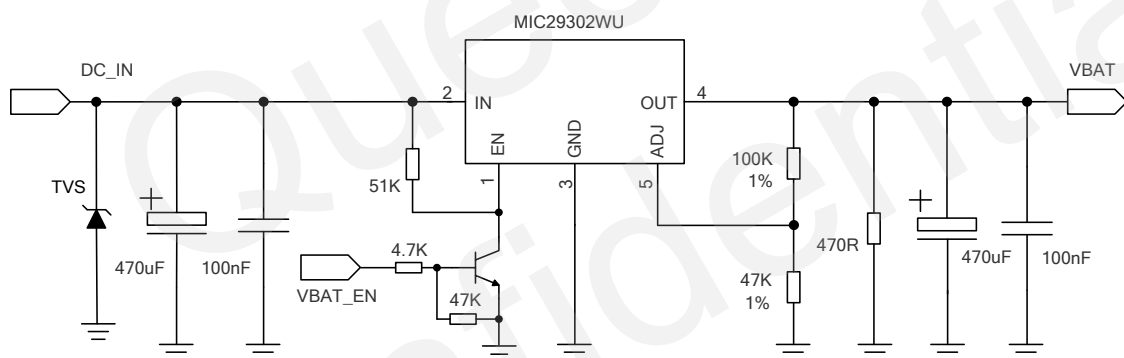 MIC29302WU
DC_IN
VBAT
2
IN
OUT
4
EN
GND
ADJ
1
3
5
51K
100K
1%
TVS
+
470uF
100nF
4.7K
VBAT_EN
47K
47K
1%
470R
+
470uF
100nF